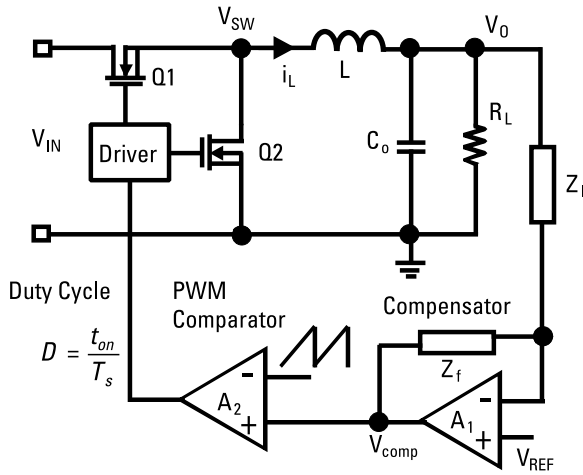 V_SW
V_O
Q1
i_L
L
V_IN
Driver
Q2
C_o
R_L
Duty Cycle
D = t_on / T_s
PWM
Comparator
Compensator
Z_f
A_2
-
+
V_comp
A_1
-
+
V_REF